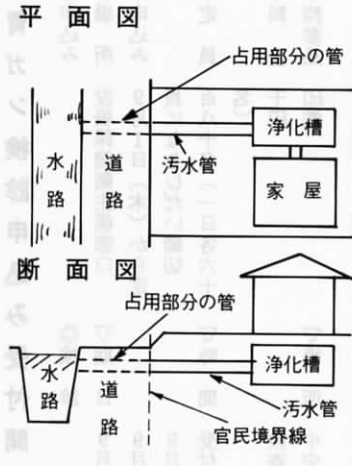 平面図
占用部分の管
浄化槽
汚水管
水路
道路
家屋
断面図
占用部分の管
浄化槽
水路
道路
汚水管
官民境界線